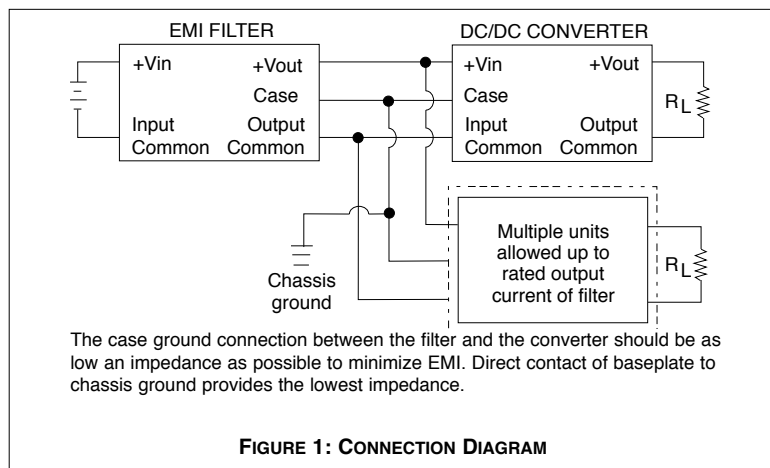 EMI FILTER
DC/DC CONVERTER
+Vin
+Vout
Case
Input
Common
Output
Common
+Vin
+Vout
Case
Input
Common
Output
Common
RL
Chassis
ground
Multiple units
allowed up to
rated output
current of filter
RL
The case ground connection between the filter and the converter should be as
low an impedance as possible to minimize EMI. Direct contact of baseplate to
chassis ground provides the lowest impedance.
FIGURE 1: CONNECTION DIAGRAM